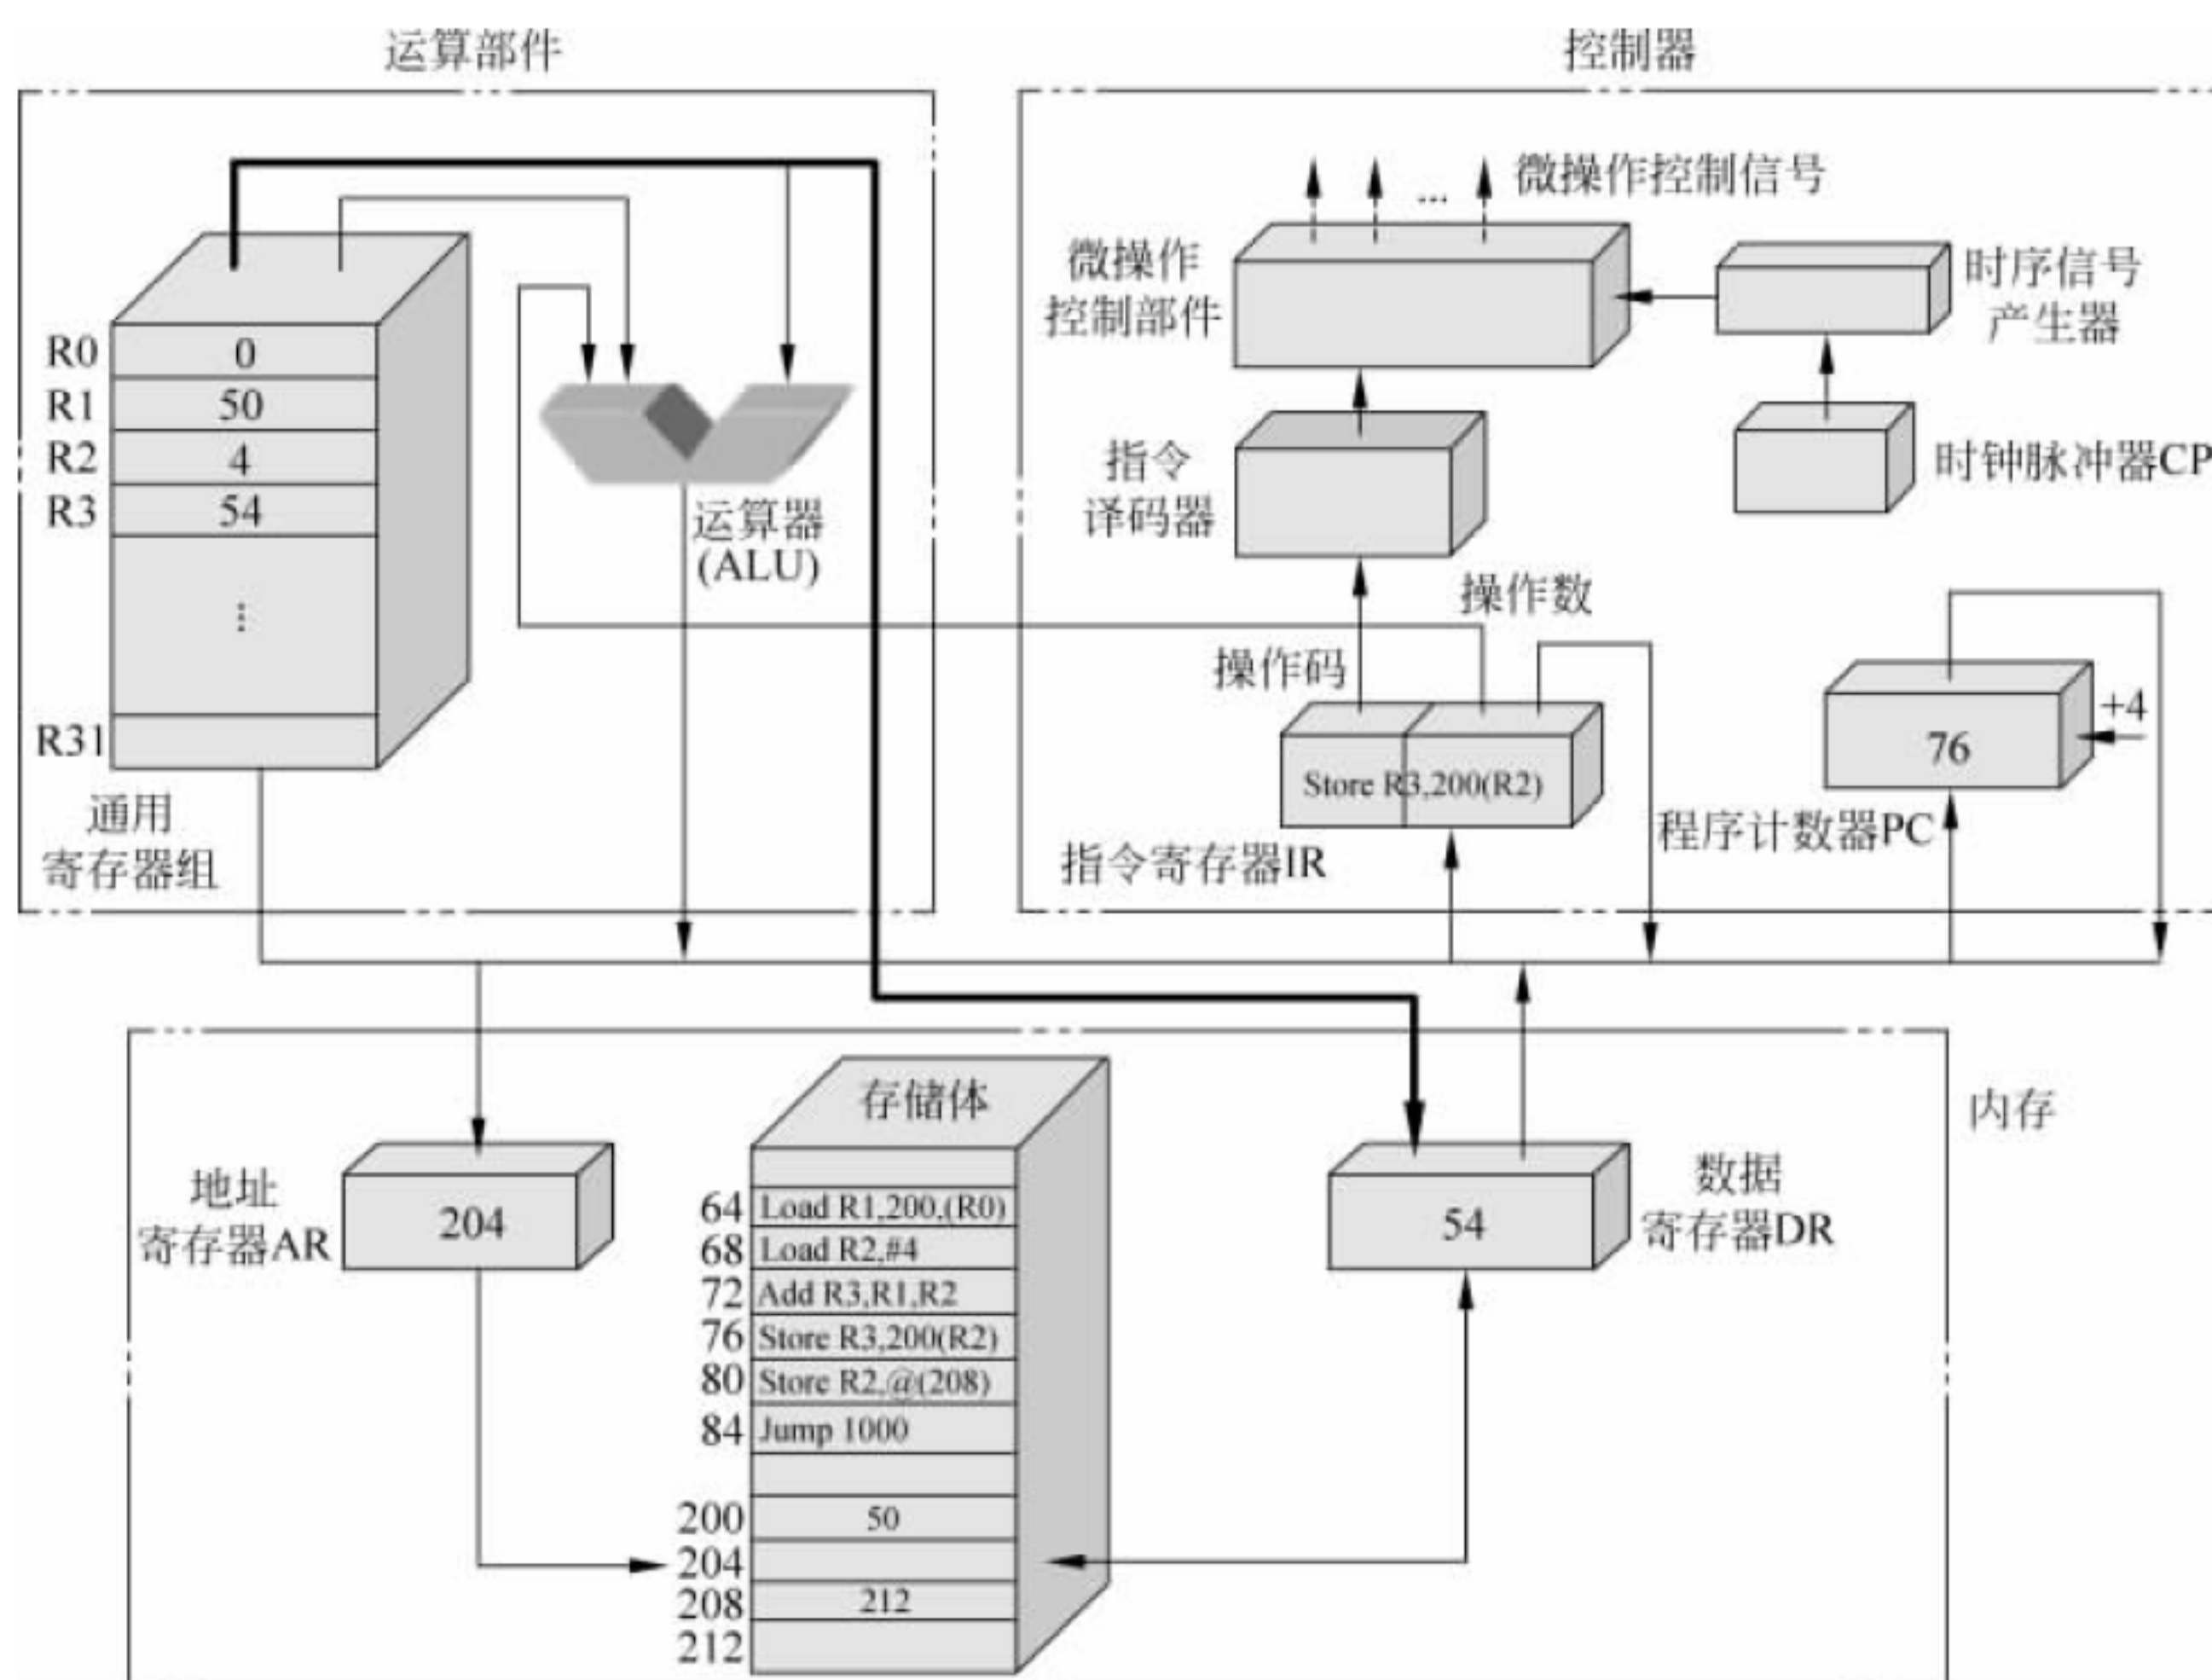 运算部件
控制器
微操作控制信号
...
微操作
控制部件
时序信号
产生器
R0
0
R1
50
R2
4
R3
54
⋮
R31
运算器
(ALU)
指令
译码器
时钟脉冲器CP
操作数
操作码
+4
76
Store R3,200(R2)
通用
寄存器组
指令寄存器IR
程序计数器PC
内存
存储体
地址
寄存器AR
204
数据
寄存器DR
54
64 Load R1,200,(R0)
68 Load R2,#4
72 Add R3,R1,R2
76 Store R3,200(R2)
80 Store R2,@(208)
84 Jump 1000
200 50
204
208 212
212